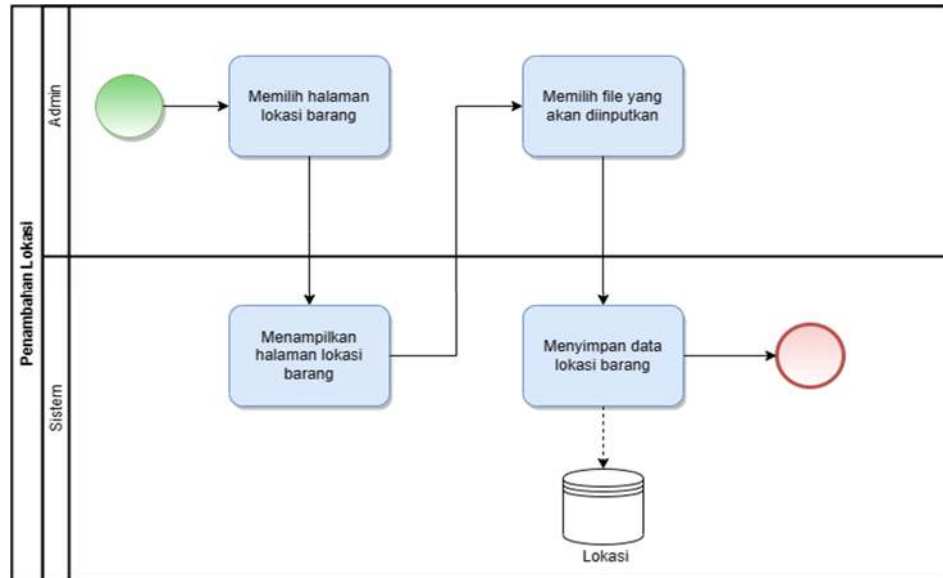 Penambahan Lokasi
Admin
Memilih halaman
lokasi barang
Memilih file yang
akan diinputkan
Sistem
Menampilkan
halaman lokasi
barang
Menyimpan data
lokasi barang
Lokasi